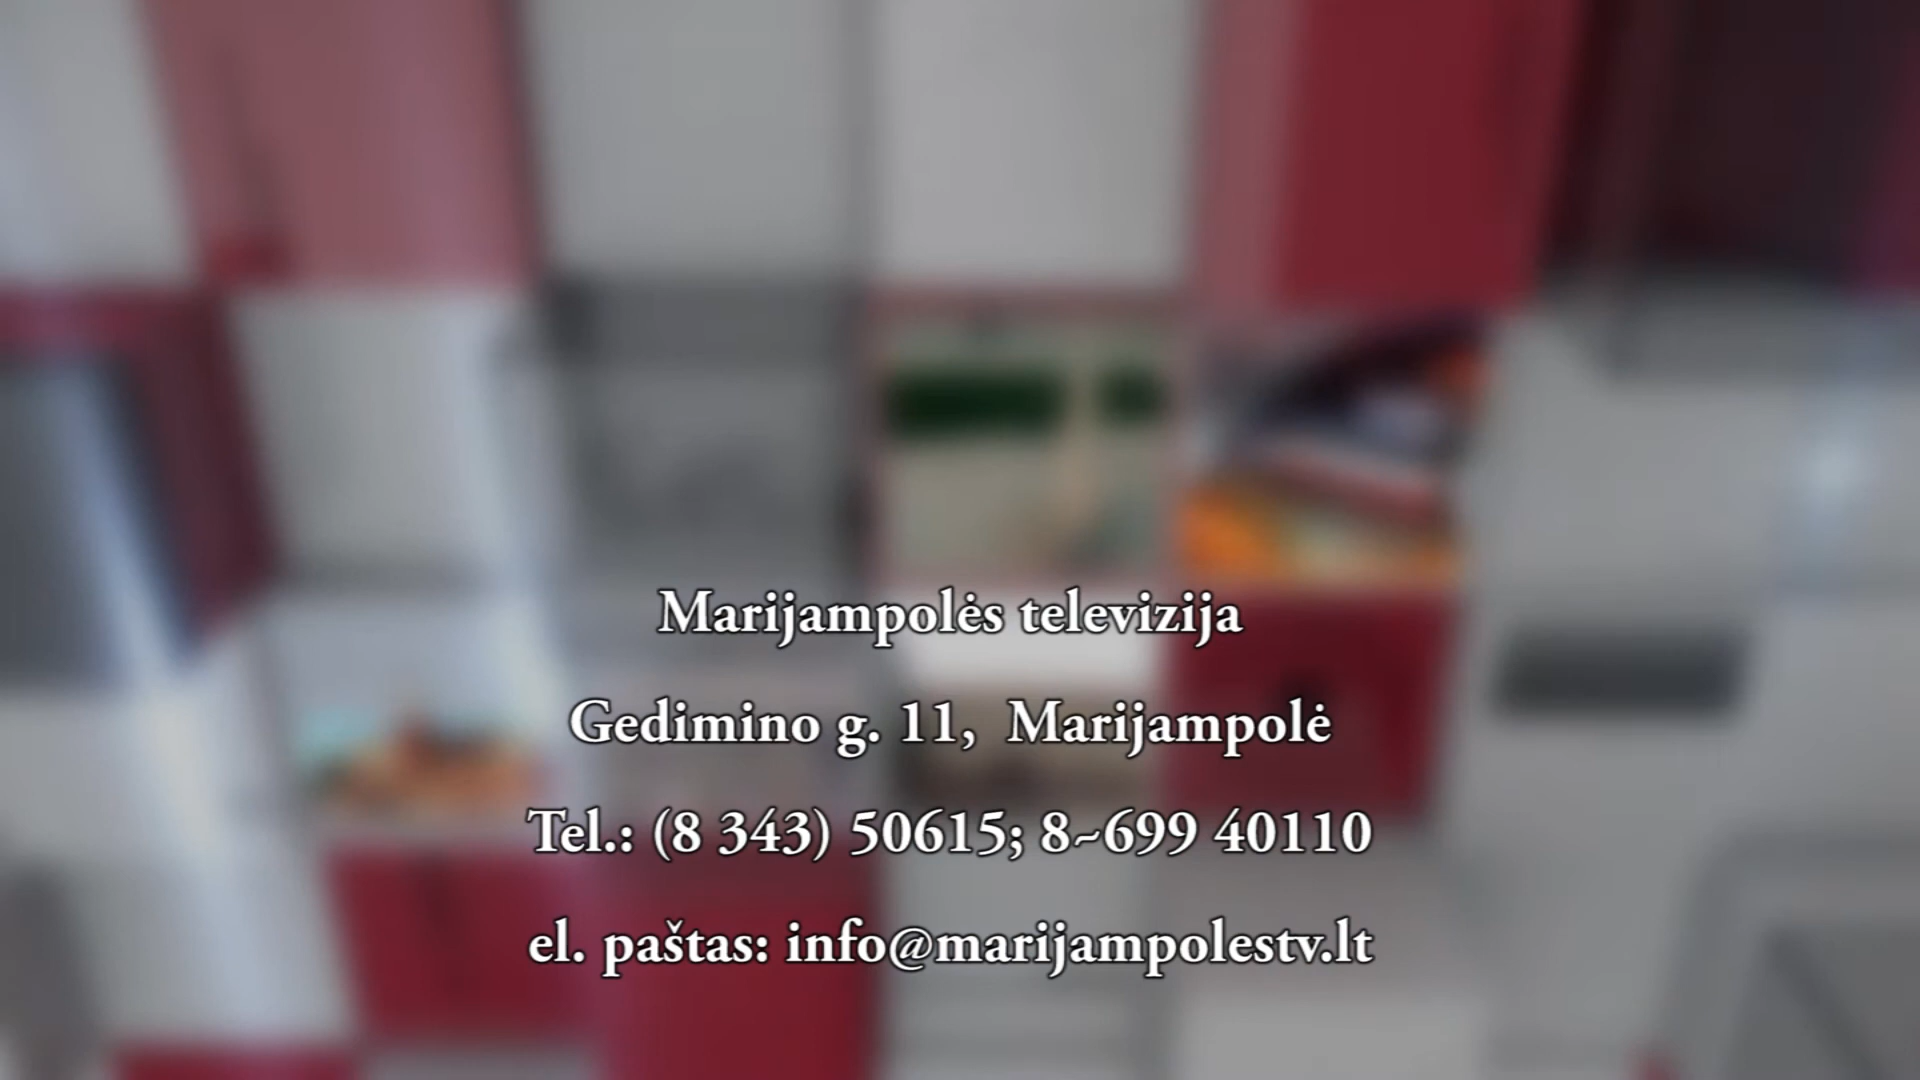 Marijampolės televizija
Gedimino g. 11, Marijampolė
Tel.: (8 343) 50615; 8~699 40110
el. paštas: info@marijampolestv.lt